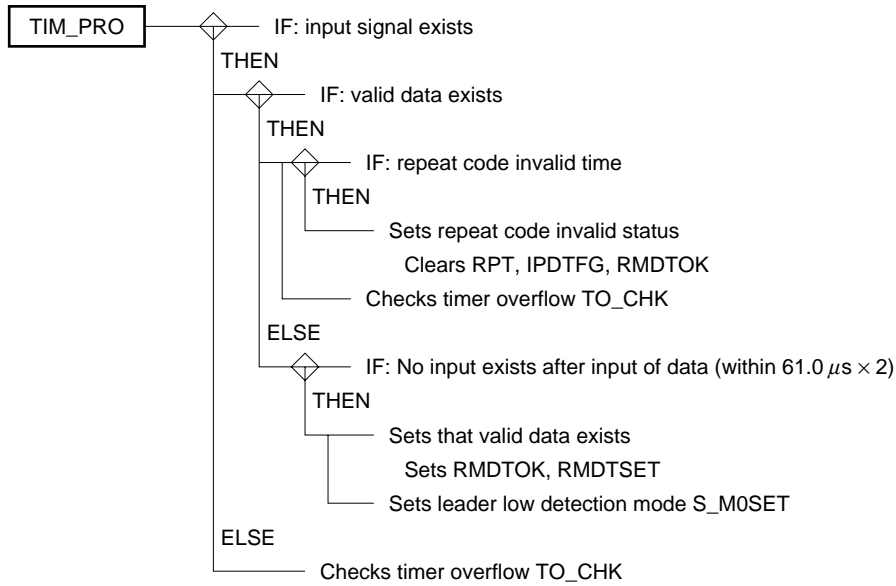 TIM_PRO
IF: input signal exists
THEN
IF: valid data exists
THEN
IF: repeat code invalid time
THEN
Sets repeat code invalid status
Clears RPT, IPDTFG, RMDTOK
Checks timer overflow TO_CHK
ELSE
IF: No input exists after input of data (within 61.0 μs × 2)
THEN
Sets that valid data exists
Sets RMDTOK, RMDTSET
Sets leader low detection mode S_M0SET
ELSE
Checks timer overflow TO_CHK